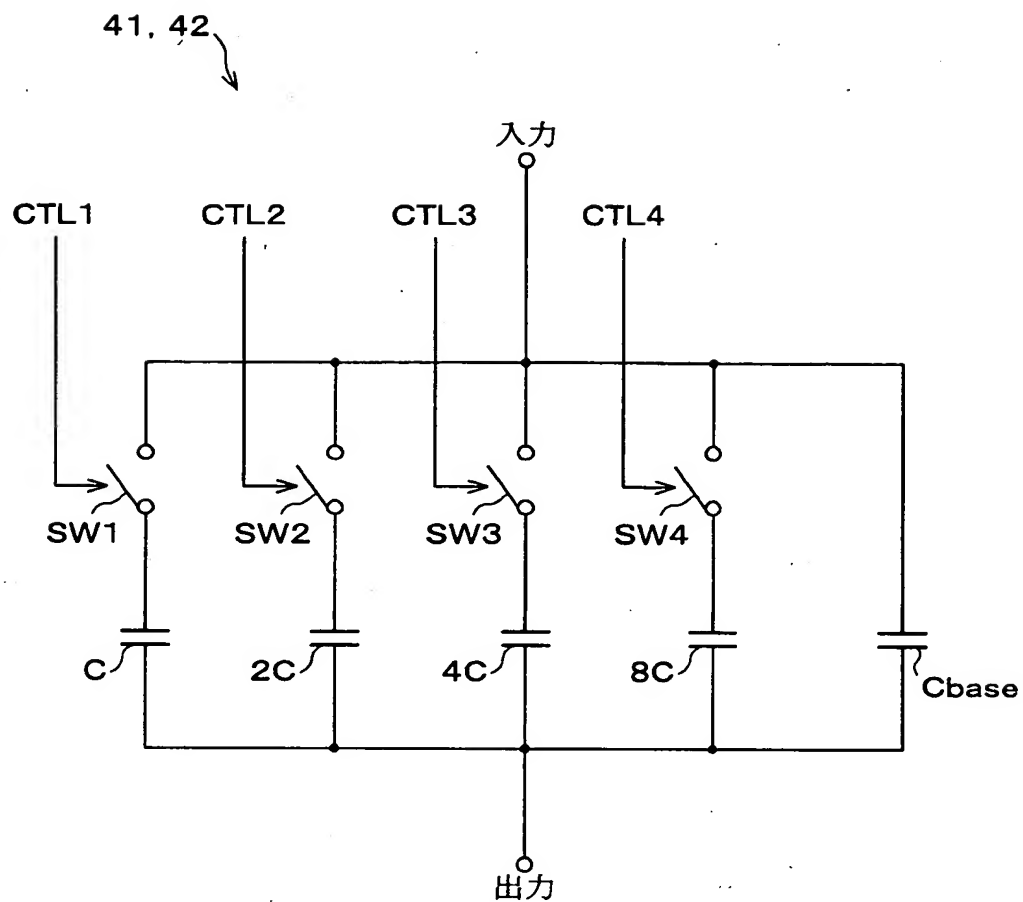 41, 42
入力
CTL1
CTL2
CTL3
CTL4
SW1
SW2
SW3
SW4
C
2C
4C
8C
Cbase
出力